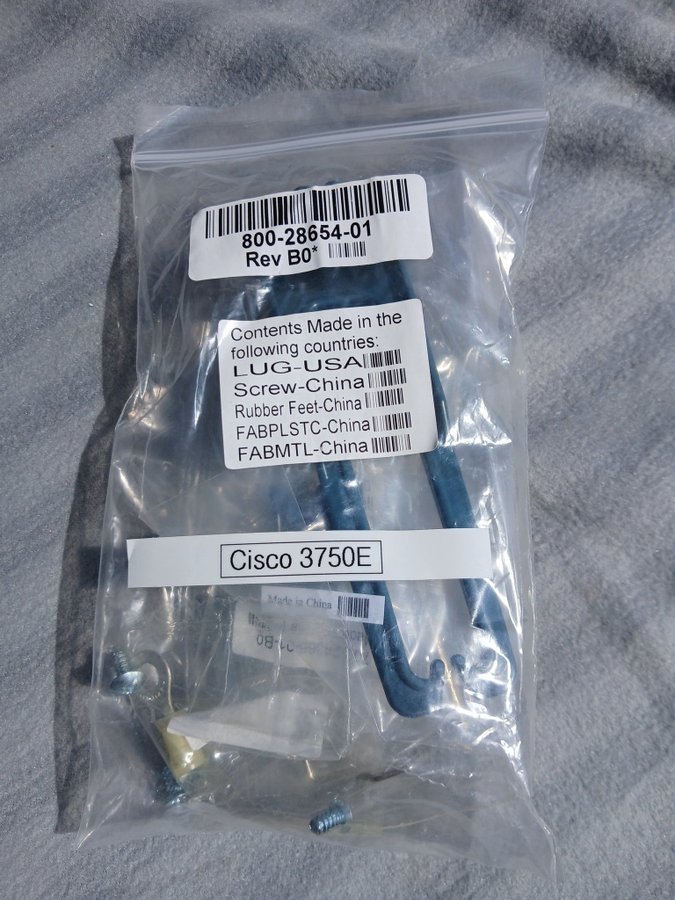 800-28654-01
Rev B0*
Contents Made in the
following countries:
LUG-USA
Screw-China
Rubber Feet-China
FABPLSTC-China
FABMTL-China
Cisco 3750E
Made in China